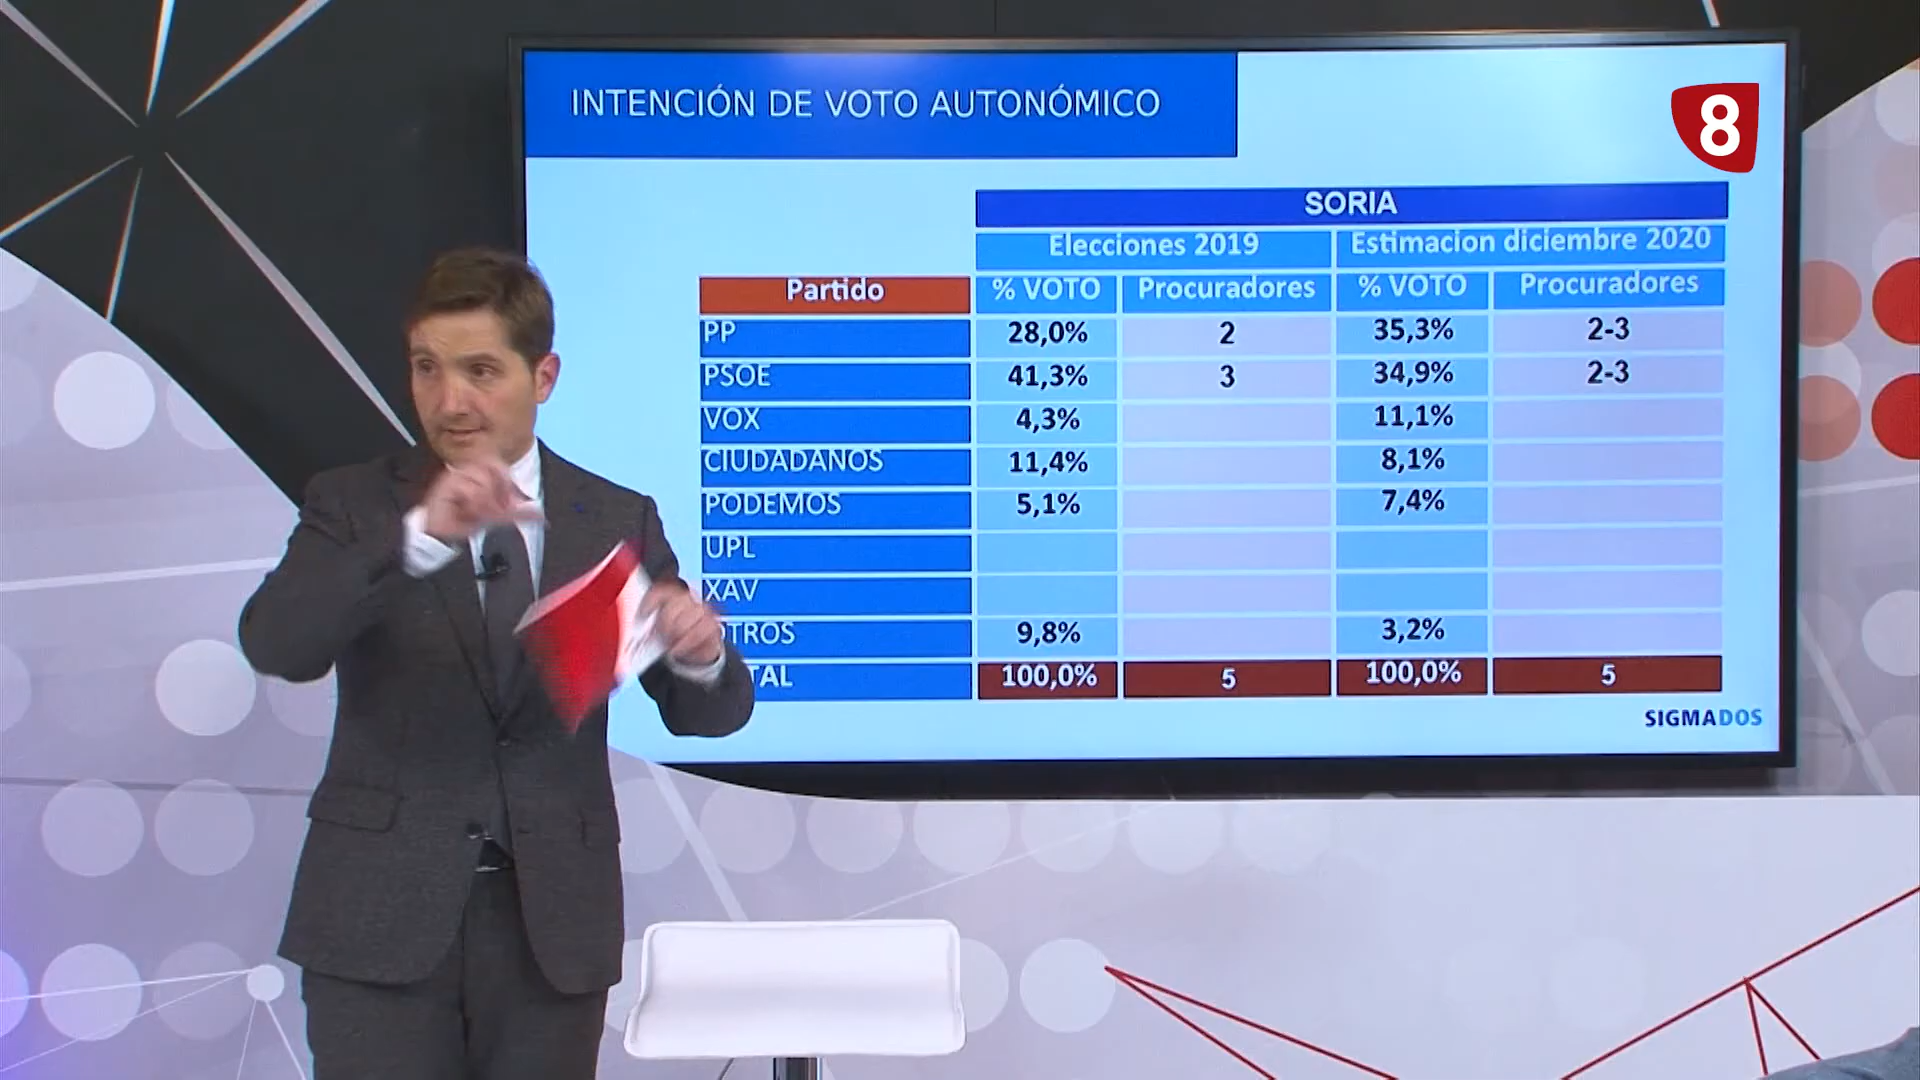 INTENCIÓN DE VOTO AUTONÓMICO
8
SORIA
Elecciones 2019 Estimacion diciembre 2020
Partido % VOTO Procuradores % VOTO Procuradores
PP 28,0% 2 35,3% 2-3
PSOE 41,3% 3 34,9% 2-3
VOX 4,3% 11,1%
CIUDADANOS 11,4% 8,1%
PODEMOS 5,1% 7,4%
UPL
XAV
OTROS 9,8% 3,2%
TAL 100,0% 5 100,0% 5
SIGMADOS